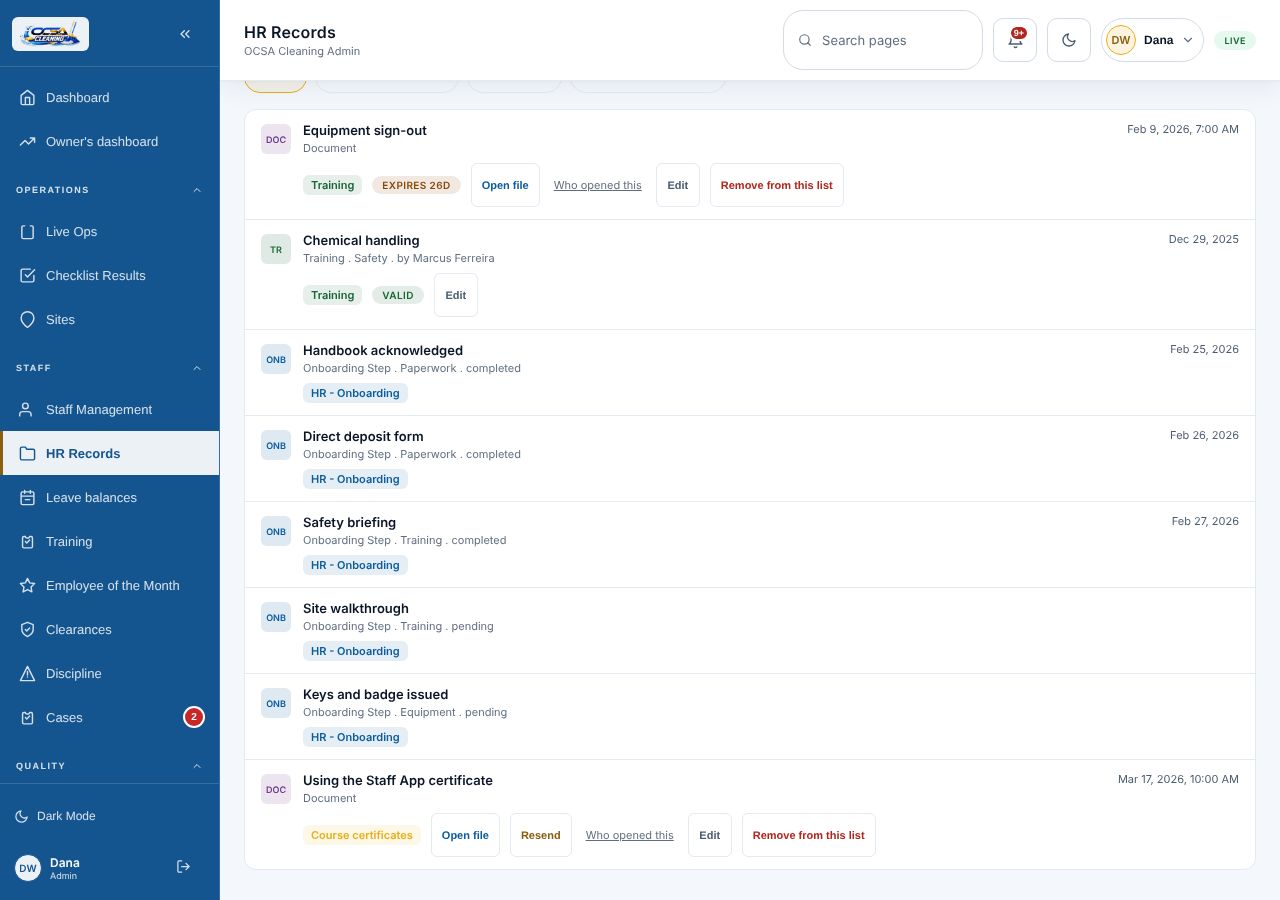 OCSA
CLEANING
Dashboard
Owner's dashboard
OPERATIONS
Live Ops
Checklist Results
Sites
STAFF
Staff Management
HR Records
Leave balances
Training
Employee of the Month
Clearances
Discipline
Cases
2
QUALITY
Dark Mode
DW
Dana
Admin
HR Records
OCSA Cleaning Admin
Search pages
9+
DW
Dana
LIVE
DOC
Equipment sign-out
Feb 9, 2026, 7:00 AM
Document
Training
EXPIRES 26D
Open file
Who opened this
Edit
Remove from this list
TR
Chemical handling
Dec 29, 2025
Training . Safety . by Marcus Ferreira
Training
VALID
Edit
ONB
Handbook acknowledged
Feb 25, 2026
Onboarding Step . Paperwork . completed
HR - Onboarding
ONB
Direct deposit form
Feb 26, 2026
Onboarding Step . Paperwork . completed
HR - Onboarding
ONB
Safety briefing
Feb 27, 2026
Onboarding Step . Training . completed
HR - Onboarding
ONB
Site walkthrough
Onboarding Step . Training . pending
HR - Onboarding
ONB
Keys and badge issued
Onboarding Step . Equipment . pending
HR - Onboarding
DOC
Using the Staff App certificate
Mar 17, 2026, 10:00 AM
Document
Course certificates
Open file
Resend
Who opened this
Edit
Remove from this list